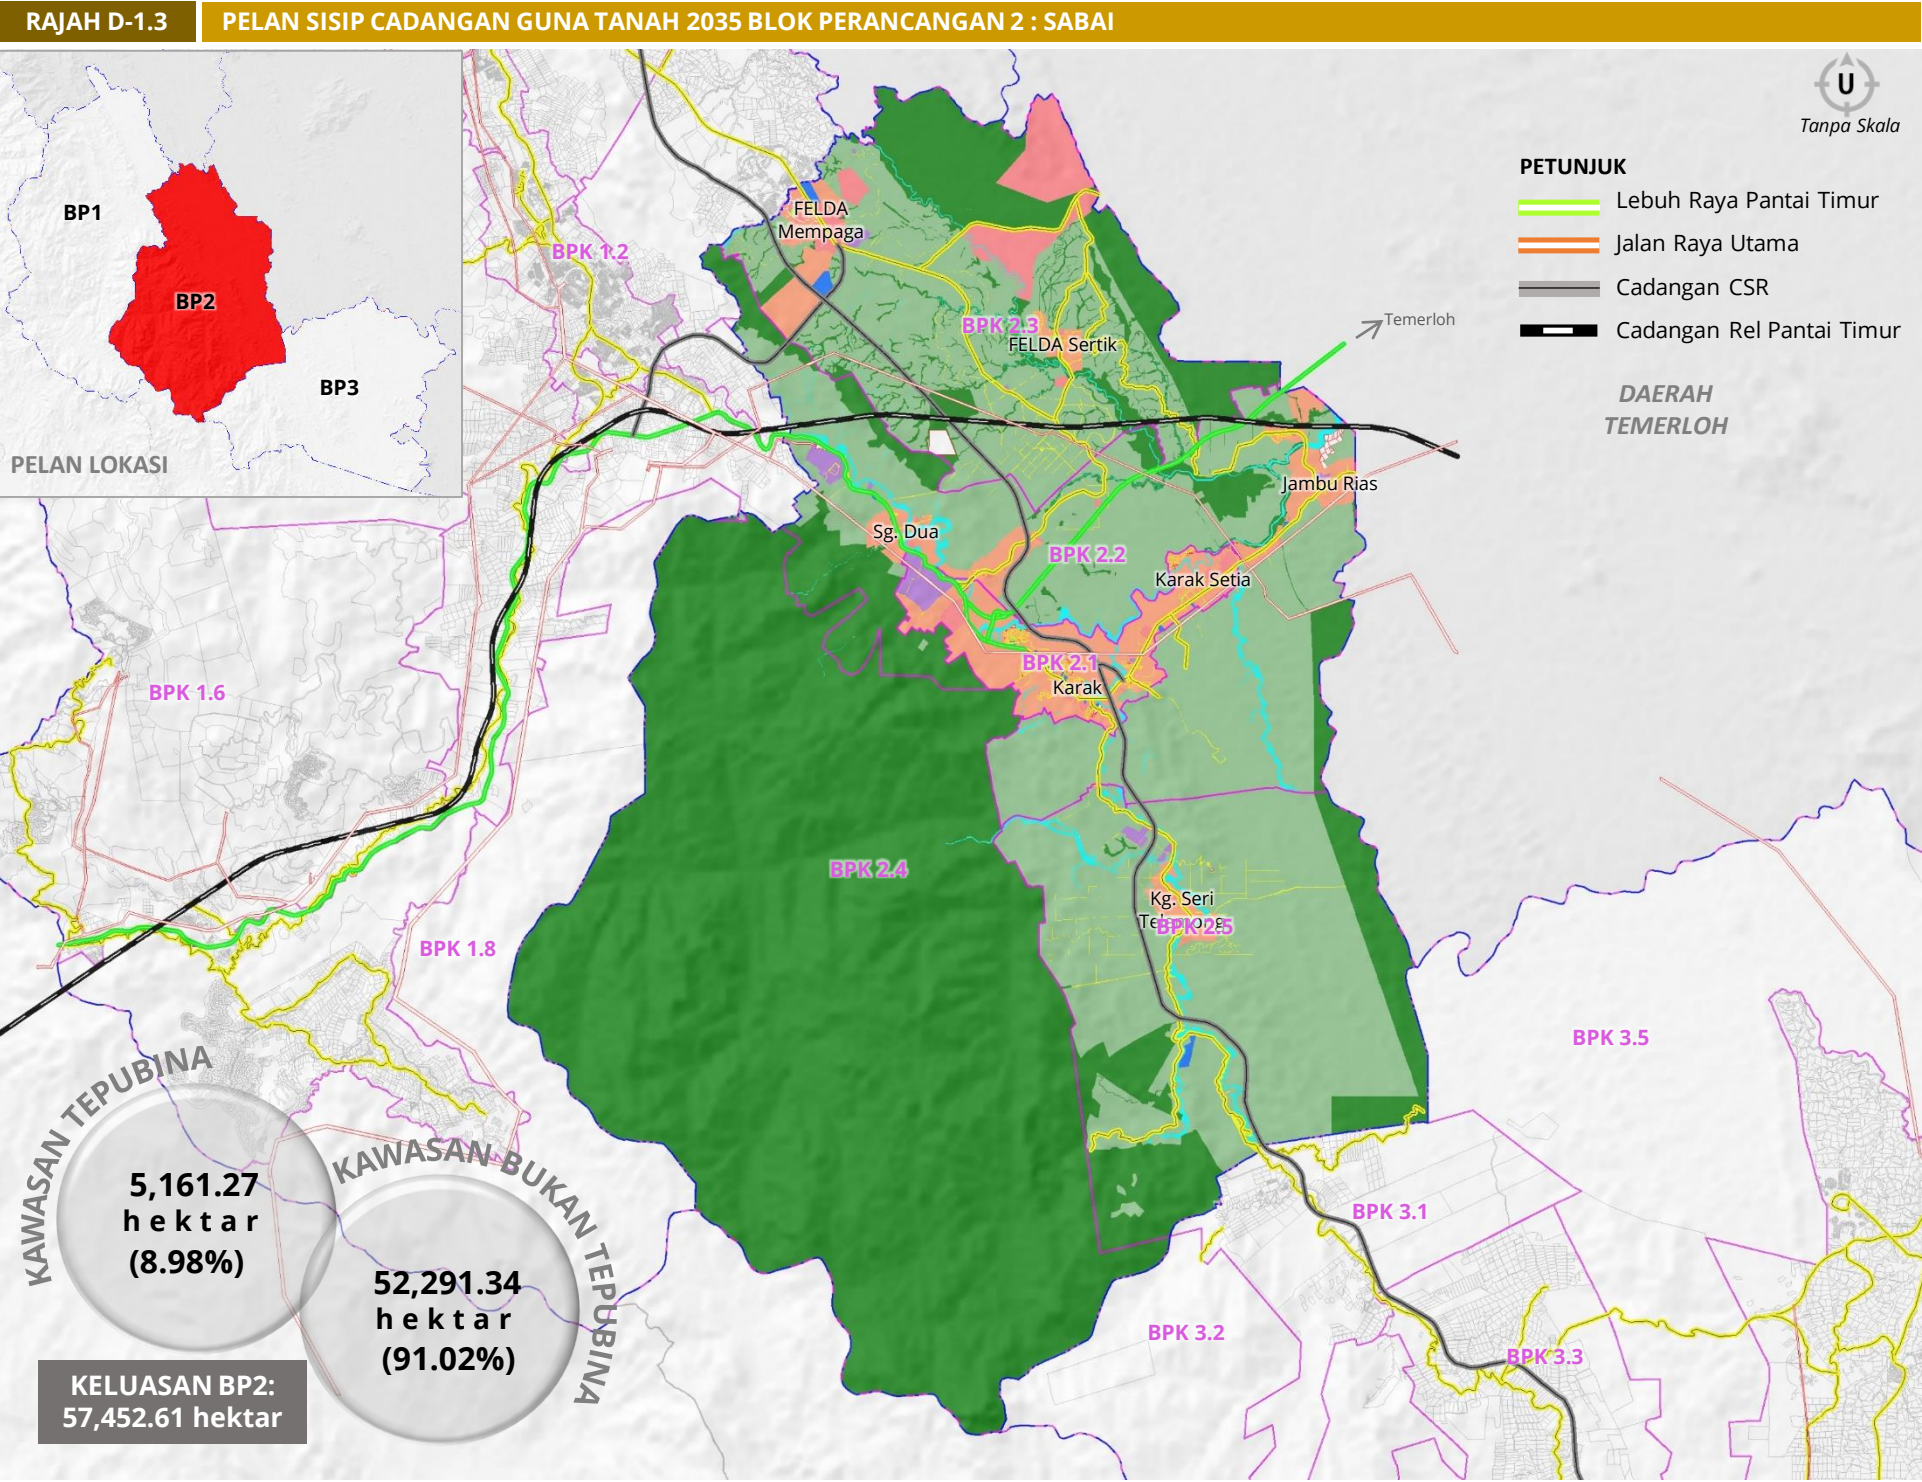 RAJAH D-1.3
PELAN SISIP CADANGAN GUNA TANAH 2035 BLOK PERANCANGAN 2 : SABAI
BP1
BP2
BP3
PELAN LOKASI
U
Tanpa Skala
PETUNJUK
Lebuh Raya Pantai Timur
Jalan Raya Utama
Cadangan CSR
Cadangan Rel Pantai Timur
DAERAH
TEMERLOH
Temerloh
FELDA
Mempaga
BPK 1.2
BPK 2.3
FELDA Sertik
Jambu Rias
Sg. Dua
BPK 2.2
Karak Setia
BPK 2.1
Karak
BPK 1.6
BPK 2.4
Kg. Seri
BPK 2.5
BPK 1.8
BPK 3.5
BPK 3.1
BPK 3.2
BPK 3.3
KAWASAN TEPUBINA
5,161.27
hektar
(8.98%)
KAWASAN BUKAN TEPUBINA
52,291.34
hektar
(91.02%)
KELUASAN BP2:
57,452.61 hektar